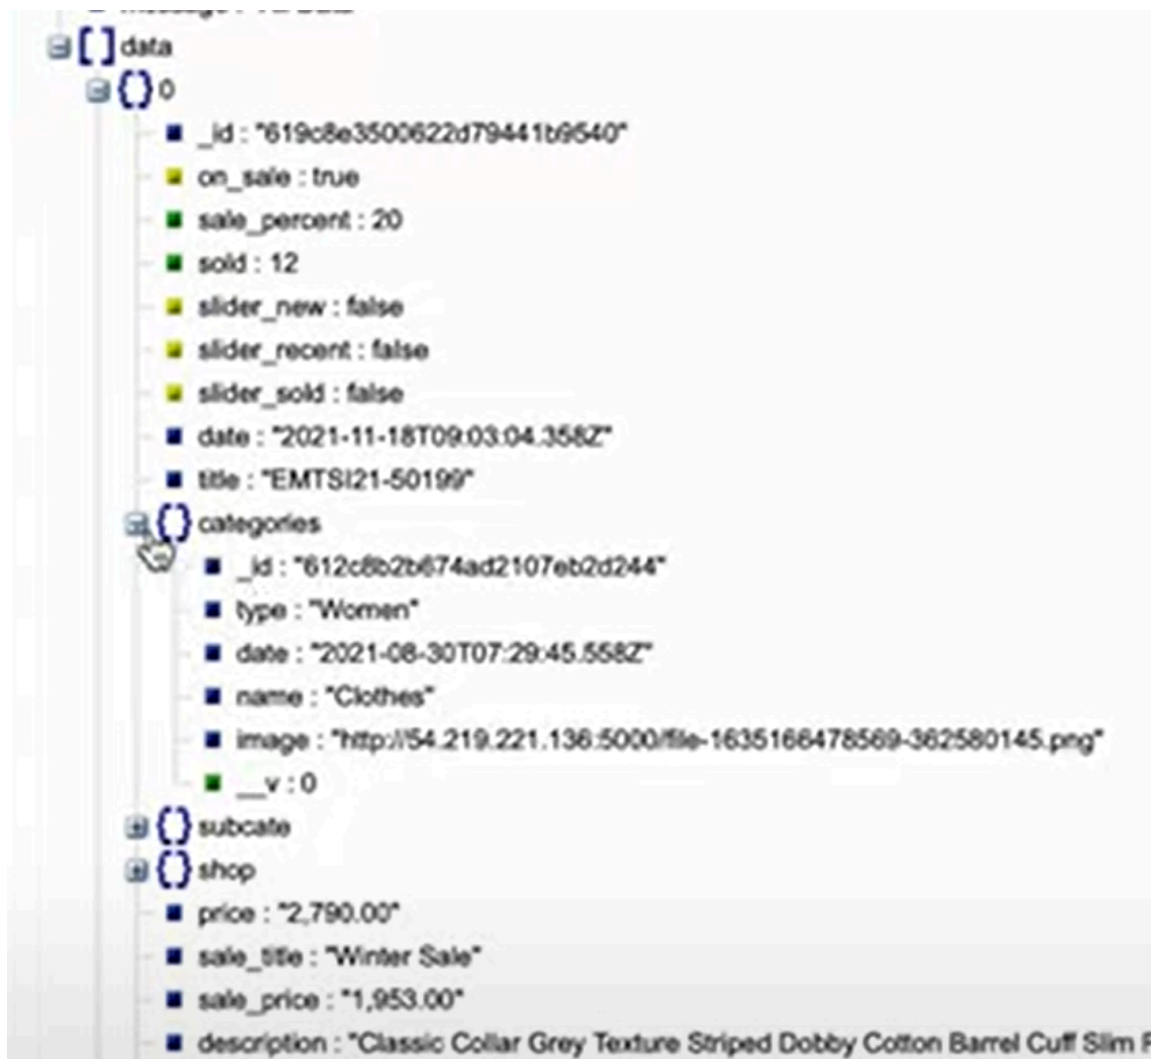 data
0
_id : "619c8e3500622d79441b9540"
on_sale : true
sale_percent : 20
sold : 12
slider_new : false
slider_recent : false
slider_sold : false
date : "2021-11-18T09:03:04.358Z"
title : "EMTSI21-50199"
categories
_id : "612c8b2b674ad2107eb2d244"
type : "Women"
date : "2021-08-30T07:29:45.558Z"
name : "Clothes"
image : "http://54.219.221.136:5000/file-1635166478569-362580145.png"
__v : 0
subcate
shop
price : "2,790.00"
sale_title : "Winter Sale"
sale_price : "1,953.00"
description : "Classic Collar Grey Texture Striped Dobby Cotton Barrel Cuff Slim